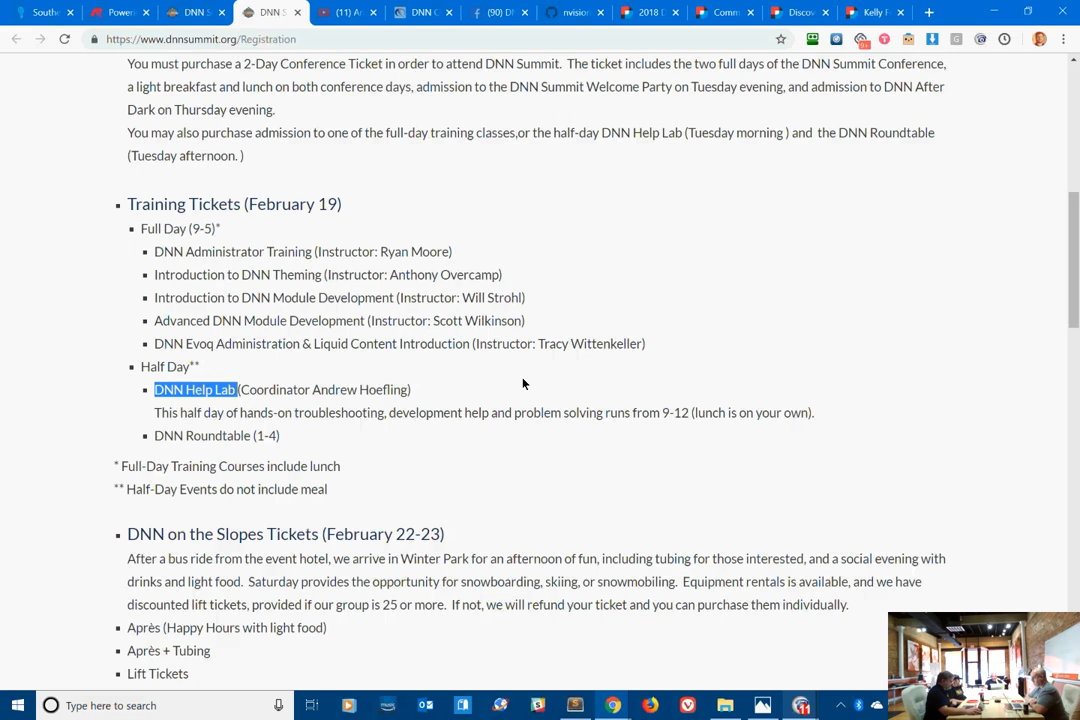 Southe
Poweri
DNN S
DNN S
(11) A
DNN C
(90) D
nvision
2018 D
Comm
Discov
Kelly F
https://www.dnnsummit.org/Registration
You must purchase a 2-Day Conference Ticket in order to attend DNN Summit. The ticket includes the two full days of the DNN Summit Conference,
a light breakfast and lunch on both conference days, admission to the DNN Summit Welcome Party on Tuesday evening, and admission to DNN After
Dark on Thursday evening.
You may also purchase admission to one of the full-day training classes,or the half-day DNN Help Lab (Tuesday morning ) and the DNN Roundtable
(Tuesday afternoon. )
Training Tickets (February 19)
Full Day (9-5)*
DNN Administrator Training (Instructor: Ryan Moore)
Introduction to DNN Theming (Instructor: Anthony Overcamp)
Introduction to DNN Module Development (Instructor: Will Strohl)
Advanced DNN Module Development (Instructor: Scott Wilkinson)
DNN Evoq Administration & Liquid Content Introduction (Instructor: Tracy Wittenkeller)
Half Day**
DNN Help Lab (Coordinator Andrew Hoefling)
This half day of hands-on troubleshooting, development help and problem solving runs from 9-12 (lunch is on your own).
DNN Roundtable (1-4)
* Full-Day Training Courses include lunch
** Half-Day Events do not include meal
DNN on the Slopes Tickets (February 22-23)
After a bus ride from the event hotel, we arrive in Winter Park for an afternoon of fun, including tubing for those interested, and a social evening with
drinks and light food. Saturday provides the opportunity for snowboarding, skiing, or snowmobiling. Equipment rentals is available, and we have
discounted lift tickets, provided if our group is 25 or more. If not, we will refund your ticket and you can purchase them individually.
Après (Happy Hours with light food)
Après + Tubing
Lift Tickets
Type here to search